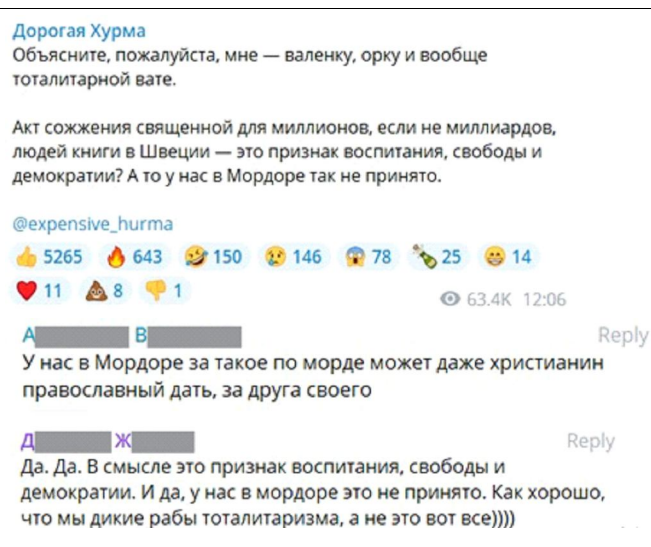 Дорогая Хурма
Объясните, пожалуйста, мне — валенку, орку и вообще
тоталитарной вате.
Акт сожжения священной для миллионов, если не миллиардов,
людей книги в Швеции — это признак воспитания, свободы и
демократии? А то у нас в Мордоре так не принято.
@expensive_hurma
5265 643 150 146 78 25 14
11 8 1 63.4K 12:06
А В Reply
У нас в Мордоре за такое по морде может даже христианин
православный дать, за друга своего
Д Ж Reply
Да. Да. В смысле это признак воспитания, свободы и
демократии. И да, у нас в мордоре это не принято. Как хорошо,
что мы дикие рабы тоталитаризма, а не это вот все))))